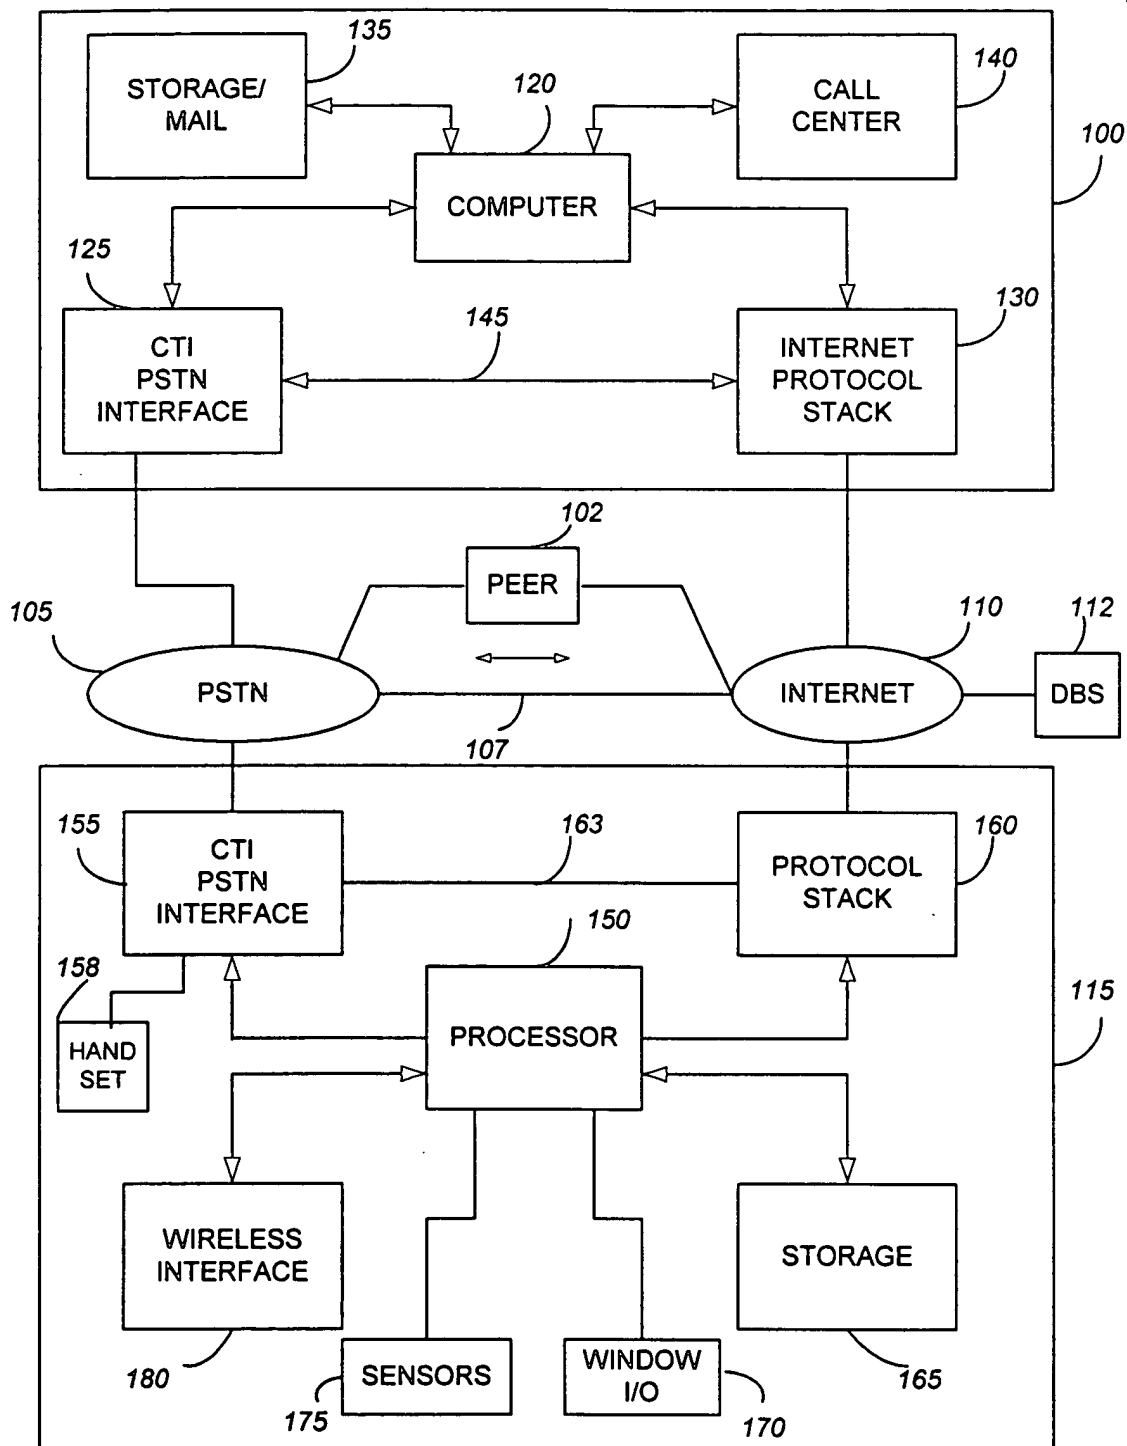 135
STORAGE/
MAIL
120
CALL
CENTER
140
100
COMPUTER
125
CTI
PSTN
INTERFACE
145
INTERNET
PROTOCOL
STACK
130
102
PEER
105
PSTN
107
110
INTERNET
112
DBS
155
CTI
PSTN
INTERFACE
163
PROTOCOL
STACK
160
150
PROCESSOR
158
HAND
SET
115
WIRELESS
INTERFACE
180
STORAGE
165
SENSORS
175
WINDOW
I/O
170